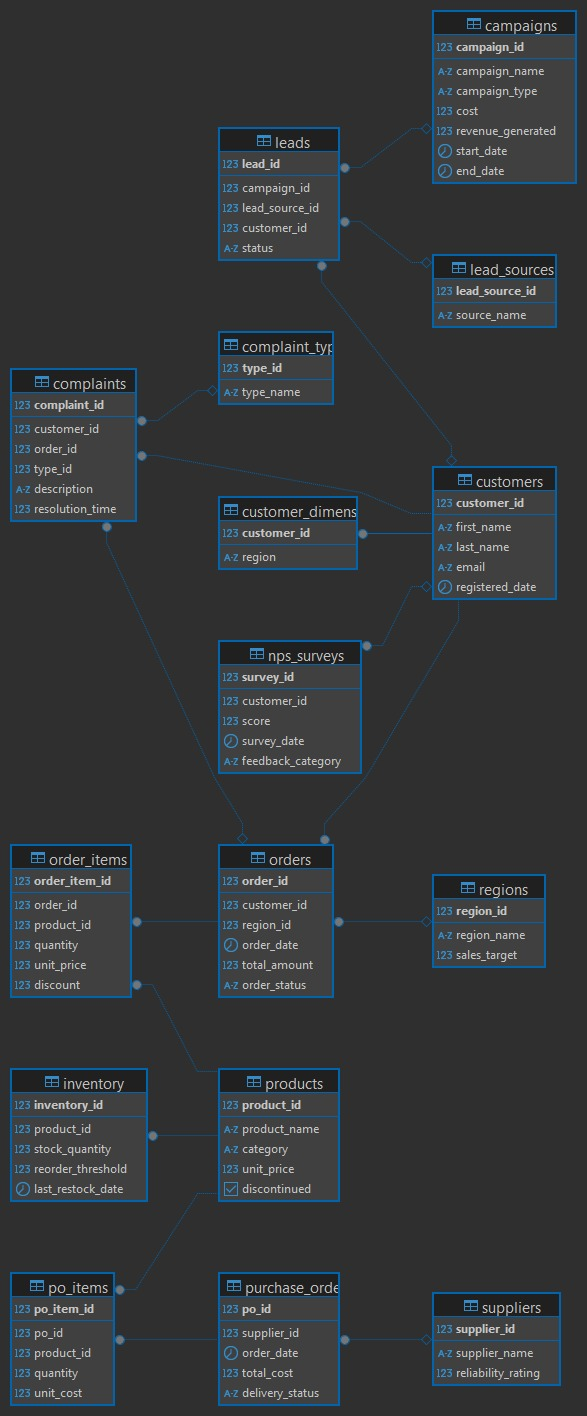 campaigns
123 campaign_id
A-Z campaign_name
A-Z campaign_type
123 cost
123 revenue_generated
start_date
end_date
leads
123 lead_id
123 campaign_id
123 lead_source_id
123 customer_id
A-Z status
lead_sources
123 lead_source_id
A-Z source_name
complaint_typ
123 type_id
A-Z type_name
complaints
123 complaint_id
123 customer_id
123 order_id
123 type_id
A-Z description
123 resolution_time
customers
123 customer_id
A-Z first_name
A-Z last_name
A-Z email
registered_date
customer_dimens
123 customer_id
A-Z region
nps_surveys
123 survey_id
123 customer_id
123 score
survey_date
A-Z feedback_category
order_items
123 order_item_id
123 order_id
123 product_id
123 quantity
123 unit_price
123 discount
orders
123 order_id
123 customer_id
123 region_id
order_date
123 total_amount
A-Z order_status
regions
123 region_id
A-Z region_name
123 sales_target
inventory
123 inventory_id
123 product_id
123 stock_quantity
123 reorder_threshold
last_restock_date
products
123 product_id
A-Z product_name
A-Z category
123 unit_price
discontinued
po_items
123 po_item_id
123 po_id
123 product_id
123 quantity
123 unit_cost
purchase_orde
123 po_id
123 supplier_id
order_date
123 total_cost
A-Z delivery_status
suppliers
123 supplier_id
A-Z supplier_name
123 reliability_rating